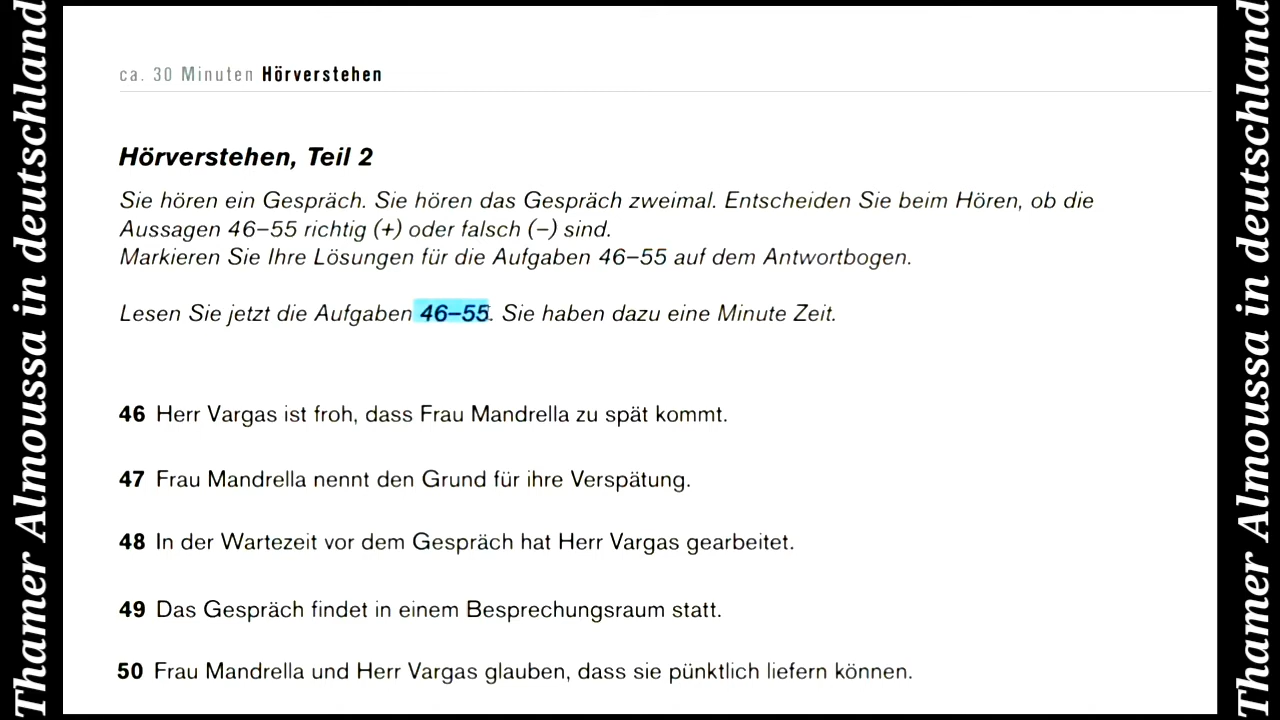 Thamer Almoussa in deutschland
ca. 30 Minuten Hörverstehen
Hörverstehen, Teil 2
Sie hören ein Gespräch. Sie hören das Gespräch zweimal. Entscheiden Sie beim Hören, ob die
Aussagen 46–55 richtig (+) oder falsch (–) sind.
Markieren Sie Ihre Lösungen für die Aufgaben 46–55 auf dem Antwortbogen.
Lesen Sie jetzt die Aufgaben 46–55. Sie haben dazu eine Minute Zeit.
46 Herr Vargas ist froh, dass Frau Mandrella zu spät kommt.
47 Frau Mandrella nennt den Grund für ihre Verspätung.
48 In der Wartezeit vor dem Gespräch hat Herr Vargas gearbeitet.
49 Das Gespräch findet in einem Besprechungsraum statt.
50 Frau Mandrella und Herr Vargas glauben, dass sie pünktlich liefern können.
Thamer Almoussa in deutschland